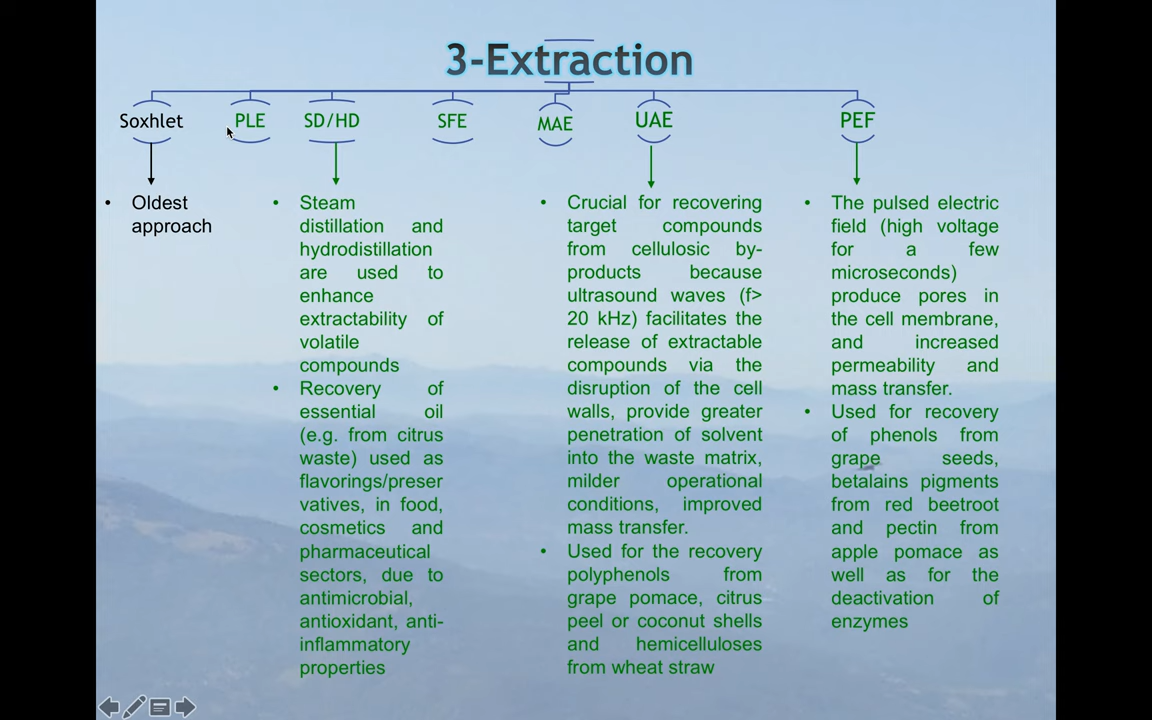 3-Extraction
Soxhlet
PLE
SD/HD
SFE
MAE
UAE
PEF
• Oldest
approach
• Steam
distillation and
hydrodistillation
are used to
enhance
extractability of
volatile
compounds
• Recovery of
essential oil
(e.g. from citrus
waste) used as
flavorings/preser
vatives, in food,
cosmetics and
pharmaceutical
sectors, due to
antimicrobial,
antioxidant, anti-
inflammatory
properties
• Crucial for recovering
target compounds
from cellulosic by-
products because
ultrasound waves (f>
20 kHz) facilitates the
release of extractable
compounds via the
disruption of the cell
walls, provide greater
penetration of solvent
into the waste matrix,
milder operational
conditions, improved
mass transfer.
• Used for the recovery
polyphenols from
grape pomace, citrus
peel or coconut shells
and hemicelluloses
from wheat straw
• The pulsed electric
field (high voltage
for a few
microseconds)
produce pores in
the cell membrane,
and increased
permeability and
mass transfer.
• Used for recovery
of phenols from
grape seeds,
betalains pigments
from red beetroot
and pectin from
apple pomace as
well as for the
deactivation of
enzymes